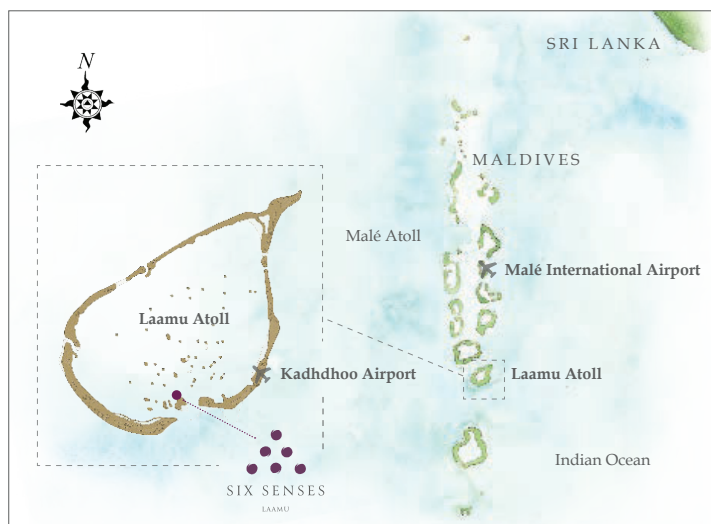 SRI LANKA
N
MALDIVES
Malé Atoll
Malé International Airport
Laamu Atoll
Kadhdhoo Airport
Laamu Atoll
Indian Ocean
SIX SENSES
LAAMU